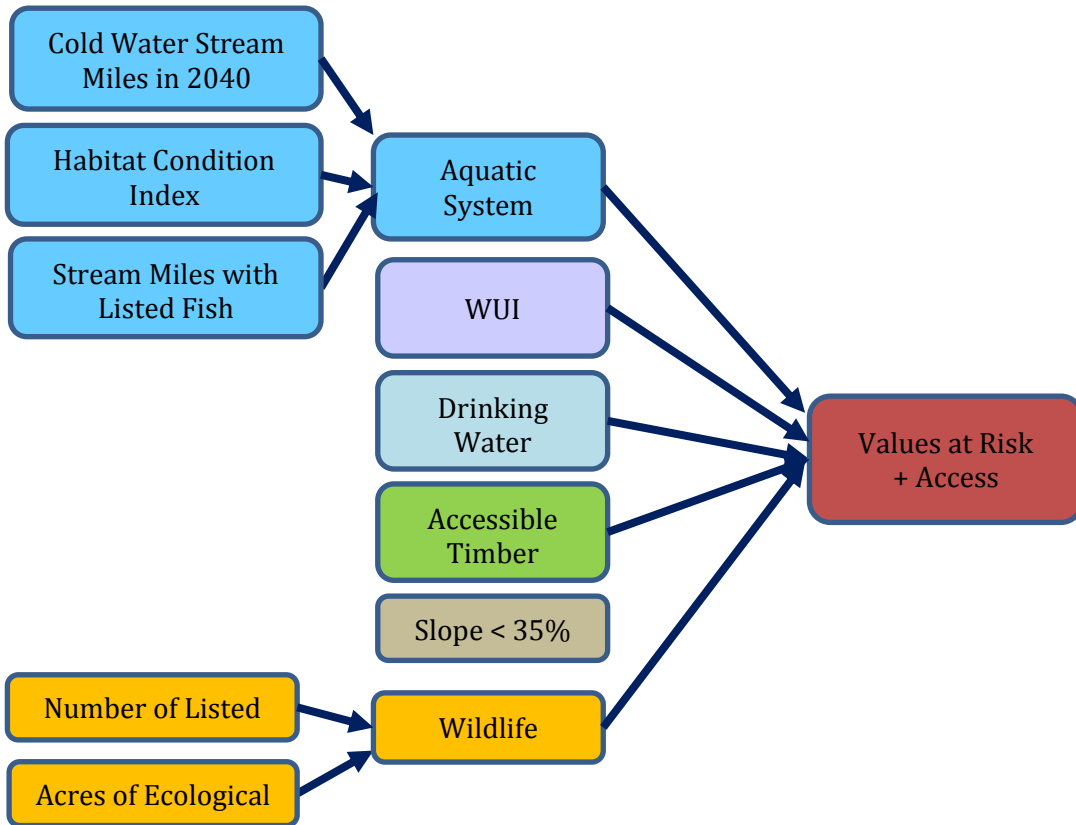 Cold Water Stream
Miles in 2040
Habitat Condition
Index
Stream Miles with
Listed Fish
Aquatic
System
WUI
Drinking
Water
Accessible
Timber
Slope < 35%
Number of Listed
Acres of Ecological
Wildlife
Values at Risk
+ Access